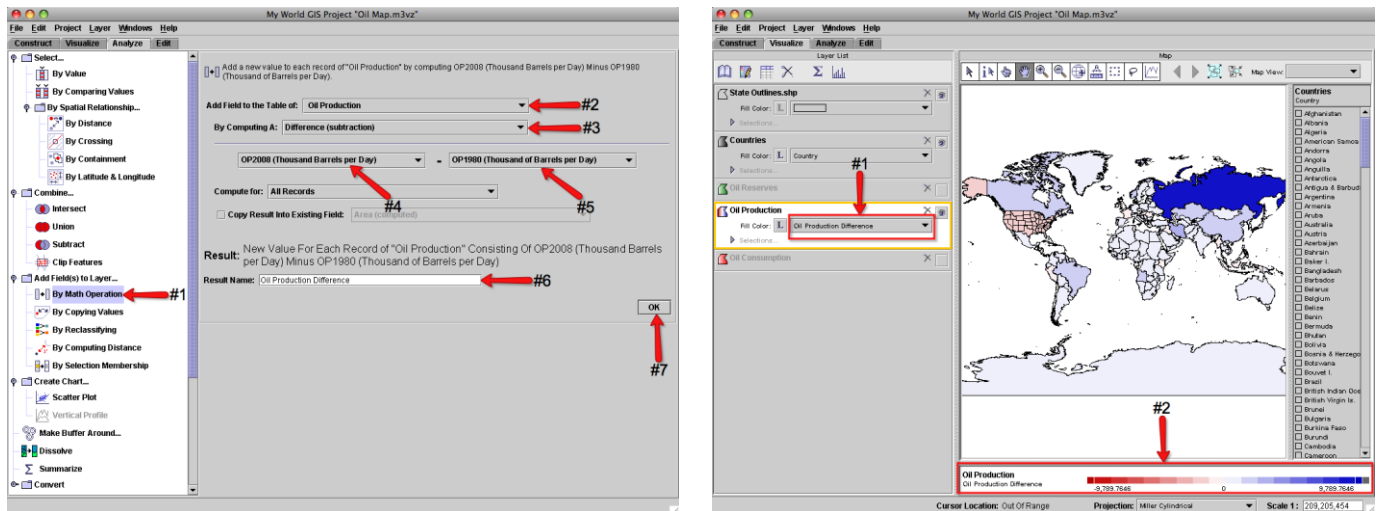 My World GIS Project "Oil Map.m3vz"
File Edit Project Layer Windows Help
Construct Visualize Analyze Edit
Select...
By Value
By Comparing Values
By Spatial Relationship...
By Distance
By Crossing
By Containment
By Latitude & Longitude
Combine...
Intersect
Union
Subtract
Clip Features
Add Field(s) to Layer...
By Math Operation
#1
By Copying Values
By Reclassifying
By Computing Distance
By Selection Membership
Create Chart...
Scatter Plot
Vertical Profile
Make Buffer Around...
Dissolve
Summarize
Convert
Add a new value to each record of "Oil Production" by computing OP2008 (Thousand Barrels per Day) Minus OP1980
(Thousand of Barrels per Day).
Add Field to the Table of: Oil Production
#2
By Computing A: Difference (subtraction)
#3
OP2008 (Thousand Barrels per Day) - OP1980 (Thousand of Barrels per Day)
#4 #5
Compute for: All Records
Copy Result Into Existing Field: Area (computed)
Result: New Value For Each Record of "Oil Production" Consisting Of OP2008 (Thousand Barrels
per Day) Minus OP1980 (Thousand of Barrels per Day)
Result Name: Oil Production Difference
#6
OK
#7
My World GIS Project "Oil Map.m3vz"
File Edit Project Layer Windows Help
Construct Visualize Analyze Edit
Layer List
State Outlines.shp
Fill Color: L
Selections...
Countries
Fill Color: L Country
Selections...
#1
Oil Reserves
Oil Production
Fill Color: L Oil Production Difference
Selections...
Oil Consumption
Map
Map View:
Countries
Country
Afghanistan
Albania
Algeria
American Samoa
Andorra
Angola
Anguilla
Antarctica
Antigua & Barbud
Argentina
Armenia
Aruba
Australia
Austria
Azerbaijan
Bahrain
Baker I.
Bangladesh
Barbados
Belarus
Belgium
Belize
Benin
Bermuda
Bhutan
Bolivia
Bosnia & Herzego
Botswana
Bouvet I.
Brazil
British Indian Oce
British Virgin Is.
Brunei
Bulgaria
Burkina Faso
Burundi
Cambodia
Cameroon
#2
Oil Production
Oil Production Difference
-9,789.7646 0 9,789.7646
Cursor Location: Out Of Range Projection: Miller Cylindrical Scale 1: 209,205,454